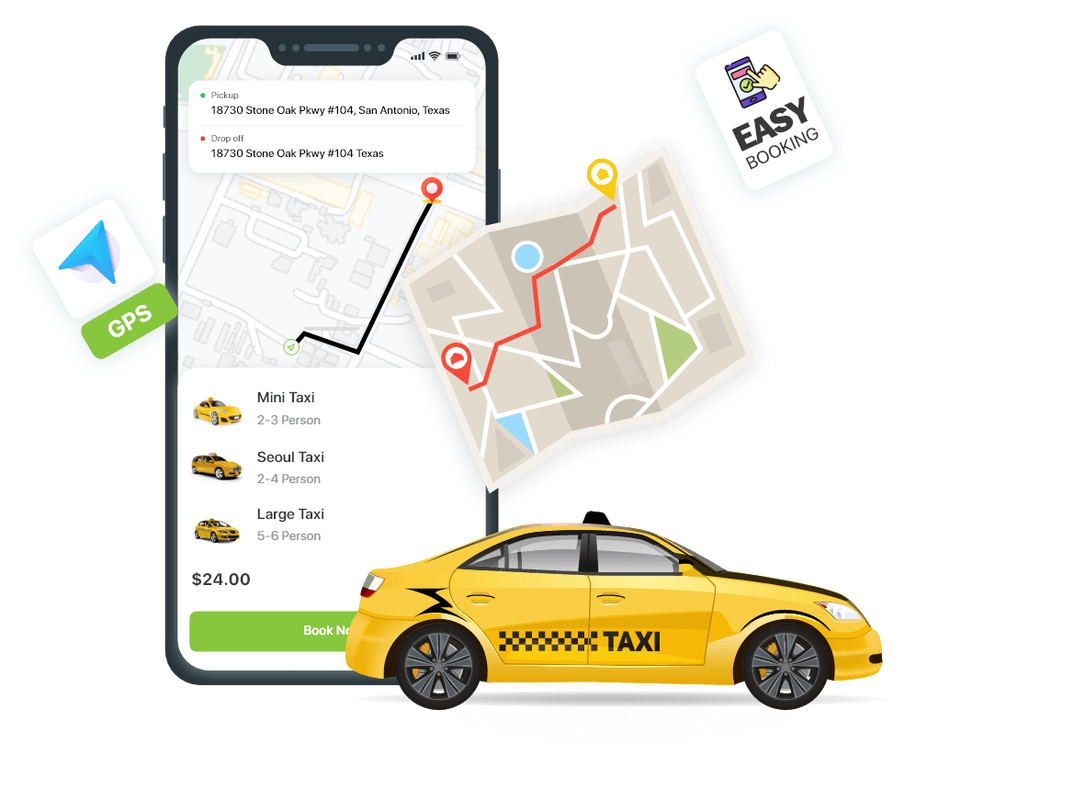 Pickup
18730 Stone Oak Pkwy #104, San Antonio, Texas
Drop off
18730 Stone Oak Pkwy #104 Texas
EASY
BOOKING
GPS
Mini Taxi
2-3 Person
Seoul Taxi
2-4 Person
Large Taxi
5-6 Person
$24.00
Book No
TAXI